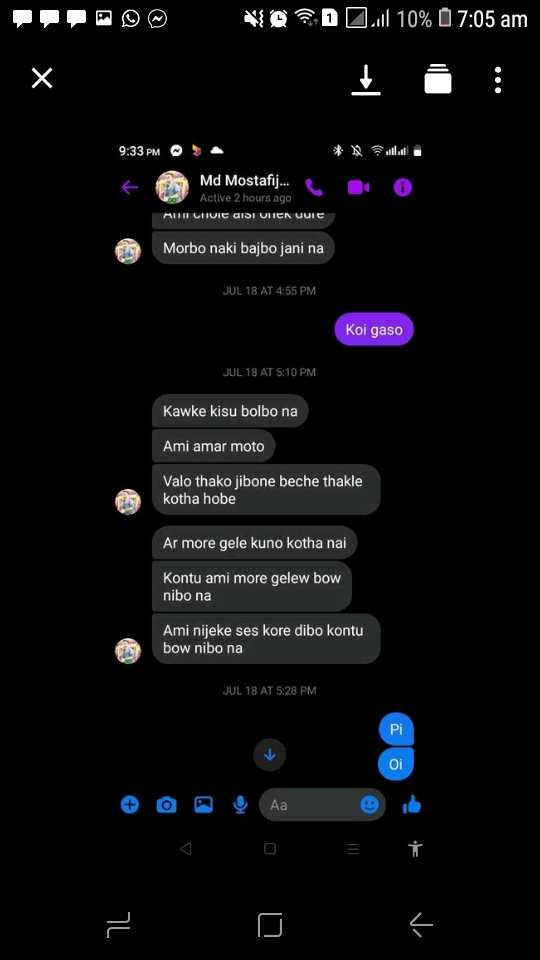 10% 7:05 am
9:33 PM
Md Mostafij...
Active 2 hours ago
Ami chole aisi onek dure
Morbo naki bajbo jani na
JUL 18 AT 4:55 PM
Koi gaso
JUL 18 AT 5:10 PM
Kawke kisu bolbo na
Ami amar moto
Valo thako jibone beche thakle
kotha hobe
Ar more gele kuno kotha nai
Kontu ami more gelew bow
nibo na
Ami nijeke ses kore dibo kontu
bow nibo na
JUL 18 AT 5:28 PM
Pi
Oi
Aa